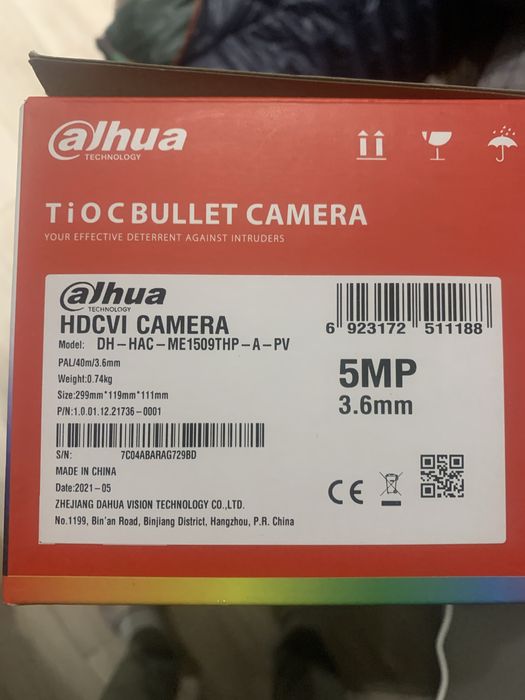 alhua
TECHNOLOGY
TiOC BULLET CAMERA
YOUR EFFECTIVE DETERRENT AGAINST INTRUDERS
alhua
TECHNOLOGY
HDCVI CAMERA
Model: DH-HAC-ME1509THP-A-PV
PAL/40m/3.6mm
Weight:0.74kg
Size:299mm*119mm*111mm
P/N:1.0.01.12.21736-0001
S/N: 7C04ABARAG729BD
MADE IN CHINA
Date:2021-05
ZHEJIANG DAHUA VISION TECHNOLOGY CO.,LTD.
No.1199, Bin'an Road, Binjiang District, Hangzhou, P.R. China
6 923172 511188
5MP
3.6mm
CE